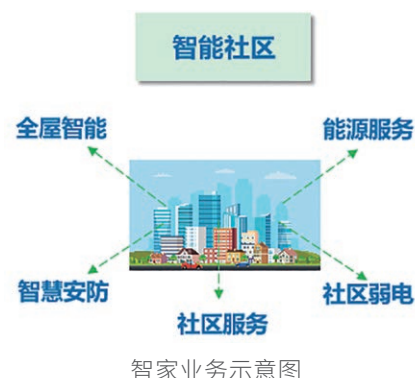 智能社区
全屋智能
能源服务
智慧安防
社区弱电
社区服务
智家业务示意图